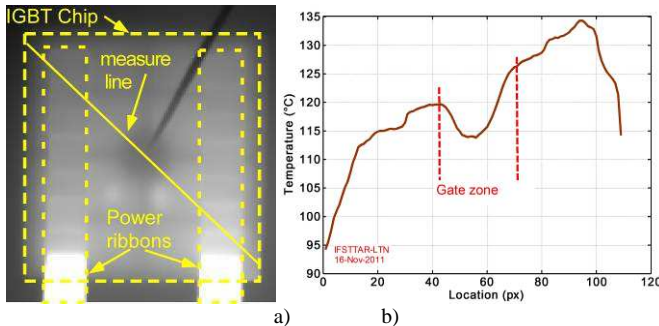 IGBT Chip
measure
line
Power
ribbons
a)
Temperature (°C)
135
130
125
120
115
110
105
100
95
90
Gate zone
IFSTTAR-LTN
16-Nov-2011
0 20 40 60 80 100 120
Location (px)
b)